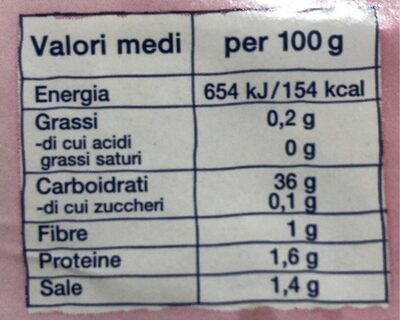 Valori medi per 100 g
Energia 654 kJ/154 kcal
Grassi 0,2 g
-di cui acidi
grassi saturi 0 g
Carboidrati 36 g
-di cui zuccheri 0,1 g
Fibre 1 g
Proteine 1,6 g
Sale 1,4 g